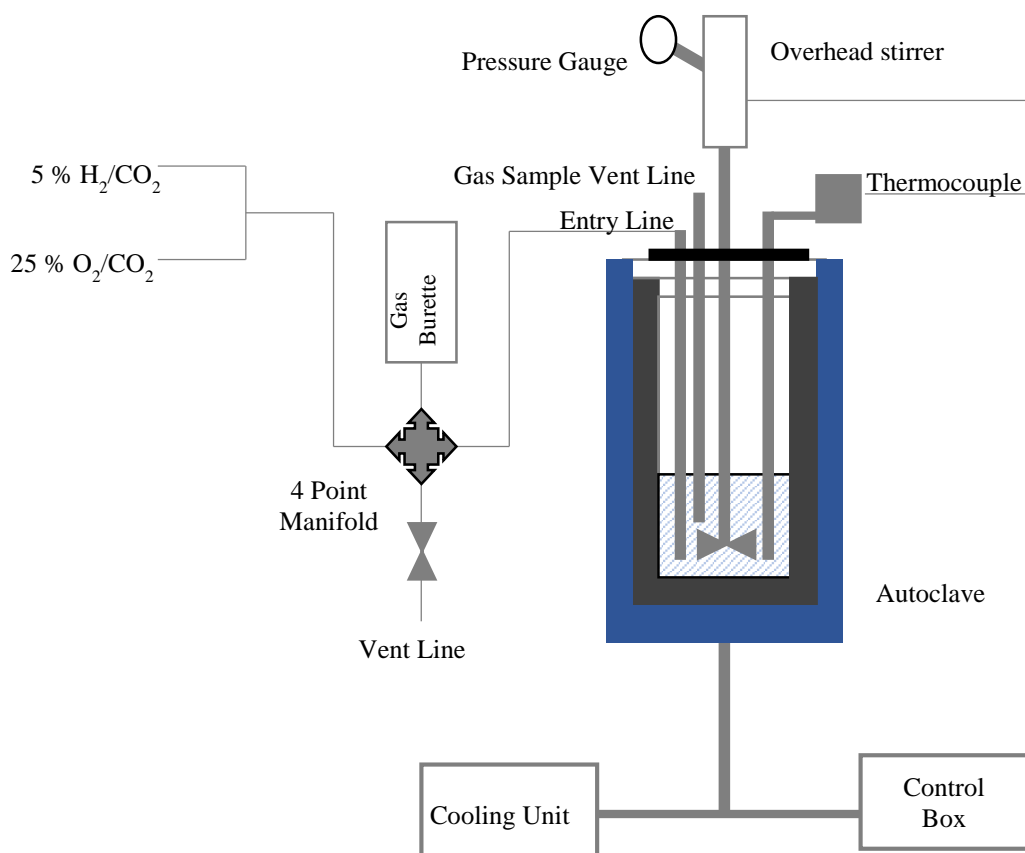 Overhead stirrer
Pressure Gauge
5 % H₂/CO₂
Gas Sample Vent Line
Thermocouple
Entry Line
25 % O₂/CO₂
Gas
Burette
4 Point
Manifold
Autoclave
Vent Line
Cooling Unit
Control
Box